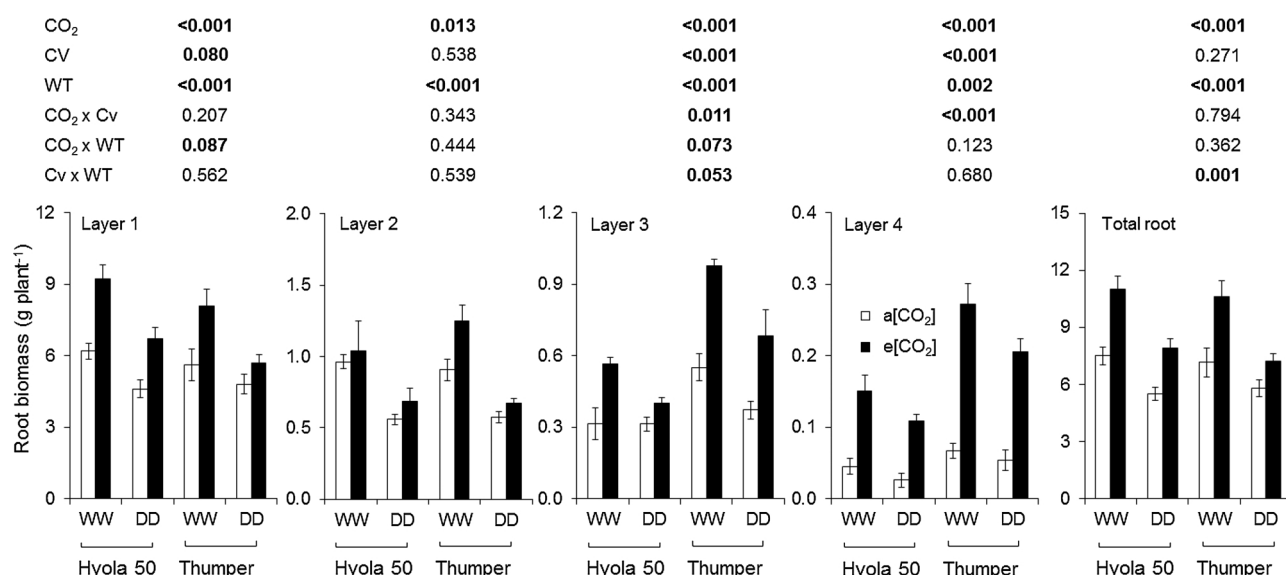 CO₂ <0.001 0.013 <0.001 <0.001 <0.001
CV 0.080 0.538 <0.001 <0.001 0.271
WT <0.001 <0.001 <0.001 0.002 <0.001
CO₂ x Cv 0.207 0.343 0.011 <0.001 0.794
CO₂ x WT 0.087 0.444 0.073 0.123 0.362
Cv x WT 0.562 0.539 0.053 0.680 0.001
Root biomass (g plant⁻¹)
Layer 1
12
9
6
3
0
WW DD WW DD
Hyola 50 Thumper
Layer 2
2.0
1.5
1.0
0.5
0.0
WW DD WW DD
Hyola 50 Thumper
Layer 3
1.2
0.9
0.6
0.3
0.0
WW DD WW DD
Hyola 50 Thumper
Layer 4
0.4
0.3
0.2
0.1
0.0
a[CO₂]
e[CO₂]
WW DD WW DD
Hyola 50 Thumper
Total root
15
12
9
6
3
0
WW DD WW DD
Hyola 50 Thumper